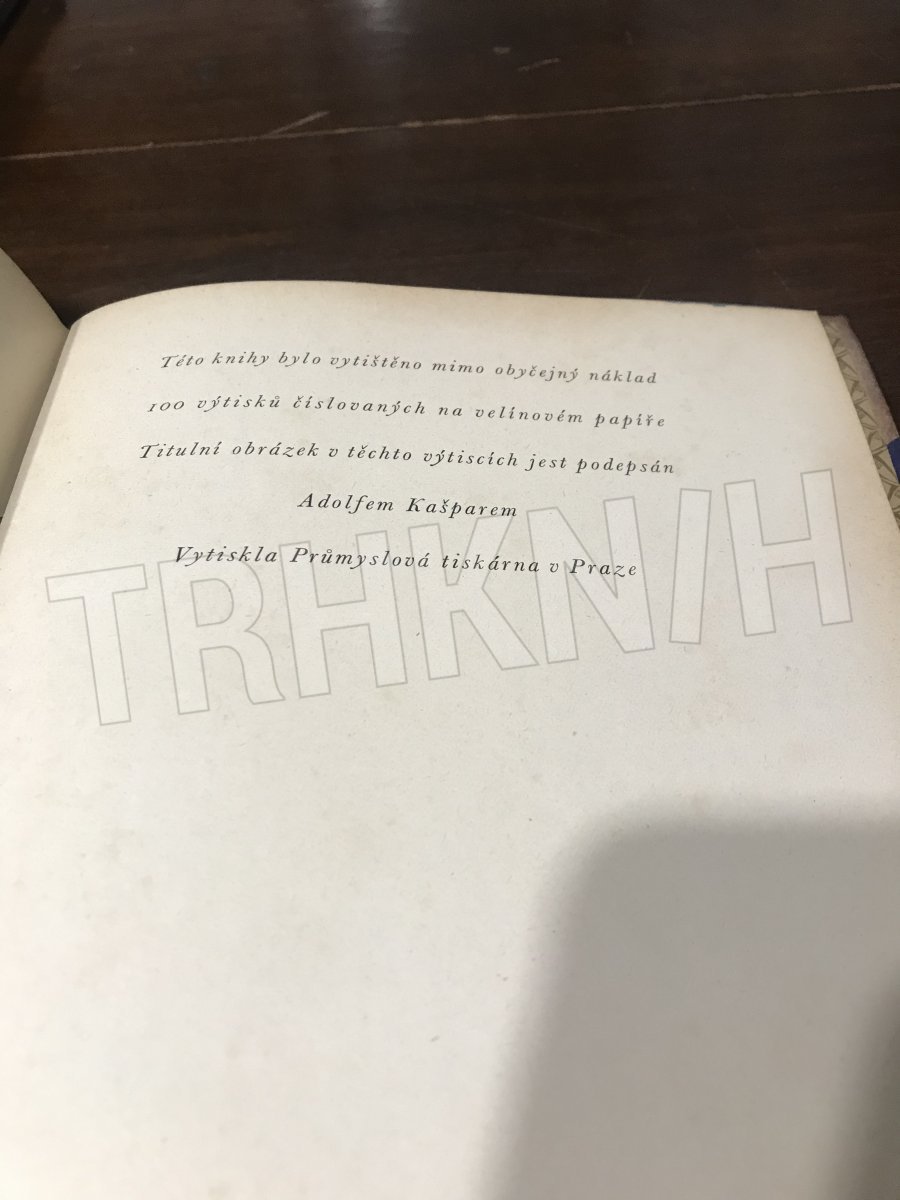 Této knihy bylo vytištěno mimo obyčejný náklad
100 výtisků číslovaných na velínovém papíře
Titulní obrázek v těchto výtiscích jest podepsán
Adolfem Kašparem
Vytiskla Průmyslová tiskárna v Praze
TRHKNIH